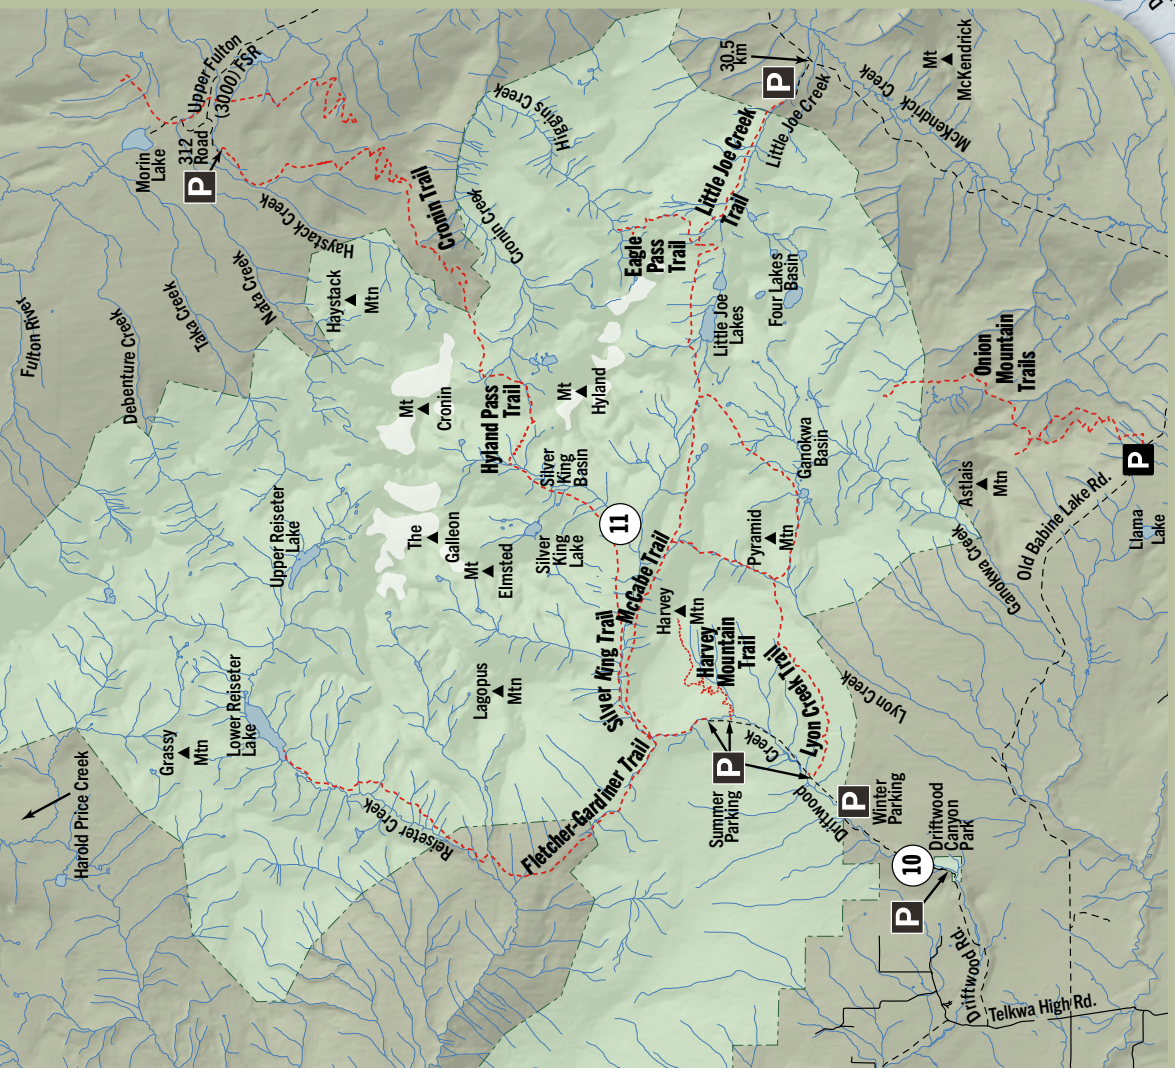 Fulton River
Debenture Creek
Taka Creek
Nata Creek
Haystack Creek
Morin
Lake
312
Road
Upper Fulton
(3000) FSR
P
Cronin Trail
Cronin Creek
Higgins Creek
Haystack
Mtn
30.5
km
P
Little Joe Creek
Mt
McKendrick
McKendrick Creek
Little Joe Creek
Trail
Eagle
Pass
Trail
Little Joe
Lakes
Four Lakes
Basin
Mt
Cronin
Hyland Pass
Trail
Mt
Hyland
Silver
King
Basin
Onion
Mountain
Trails
Ganokwa
Basin
P
Astlais
Mtn
Llama
Lake
Old Babine Lake Rd.
Ganokwa Creek
Upper Reiseter
Lake
The
Galleon
Mt
Elmsted
Silver
King
Lake
11
McCabe Trail
Silver King Trail
Pyramid
Mtn
Harvey
Mtn
Harvey
Mountain
Trail
Lyon Creek Trail
Lyon Creek
Lagopus
Mtn
Grassy
Mtn
Lower Reiseter
Lake
Harold Price Creek
Reiseter Creek
Fletcher-Gardiner Trail
P
Summer
Parking
Driftwood Creek
P
Winter
Parking
10
Driftwood
Canyon
Park
P
Driftwood Rd.
Telkwa High Rd.